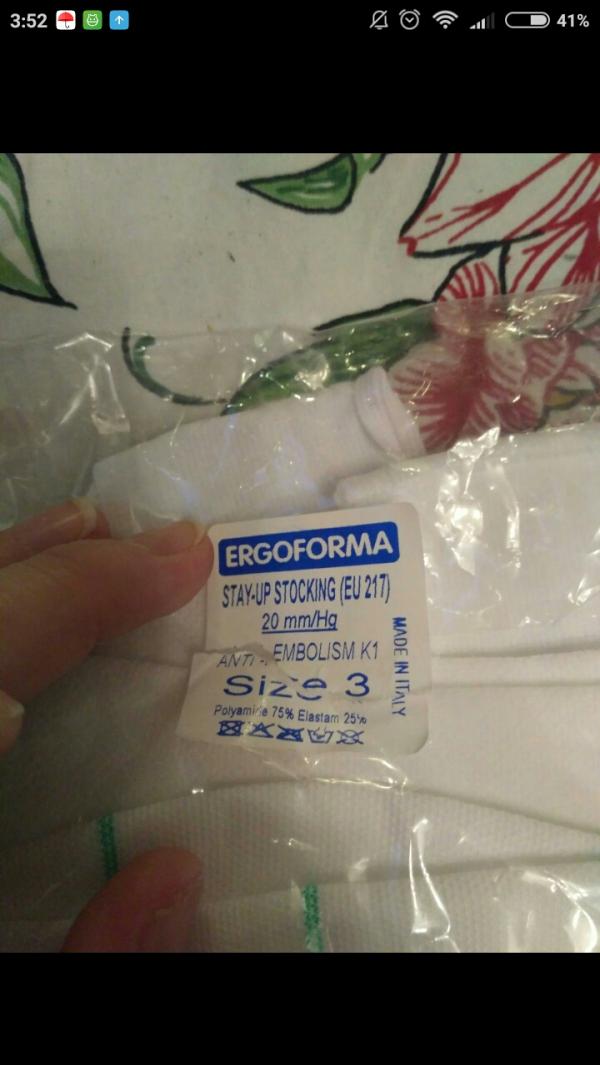 3:52
41%
ERGOFORMA
STAY-UP STOCKING (EU 217)
20 mm/Hg
ANTI - EMBOLISM K1
Size 3
Polyamide 75% Elastam 25%
MADE IN ITALY